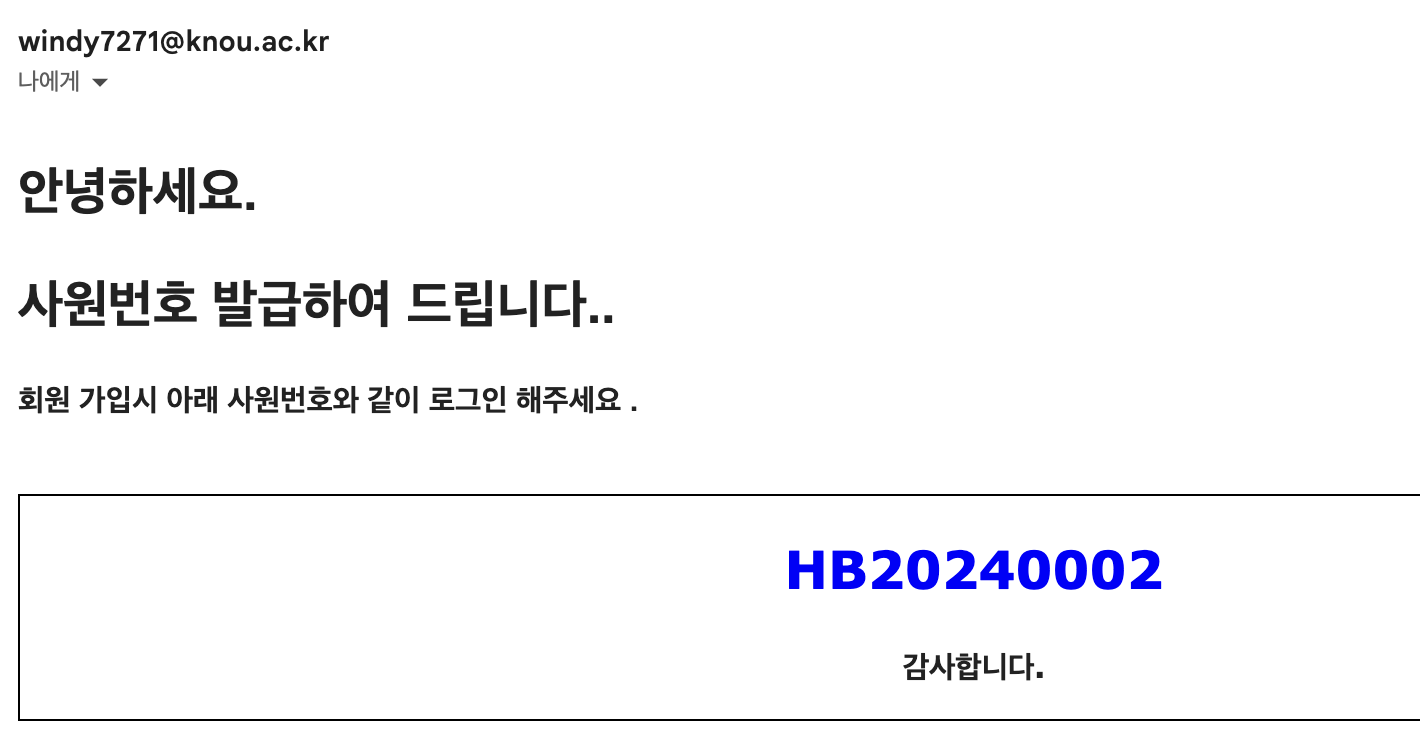 windy7271@knou.ac.kr
나에게
안녕하세요.
사원번호 발급하여 드립니다..
회원 가입시 아래 사원번호와 같이 로그인 해주세요 .
HB20240002
감사합니다.